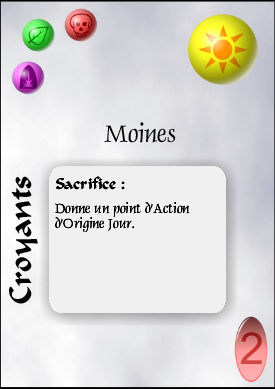 Moines
Croyants
Sacrifice :
Donne un point d'Action
d'Origine Jour.
2